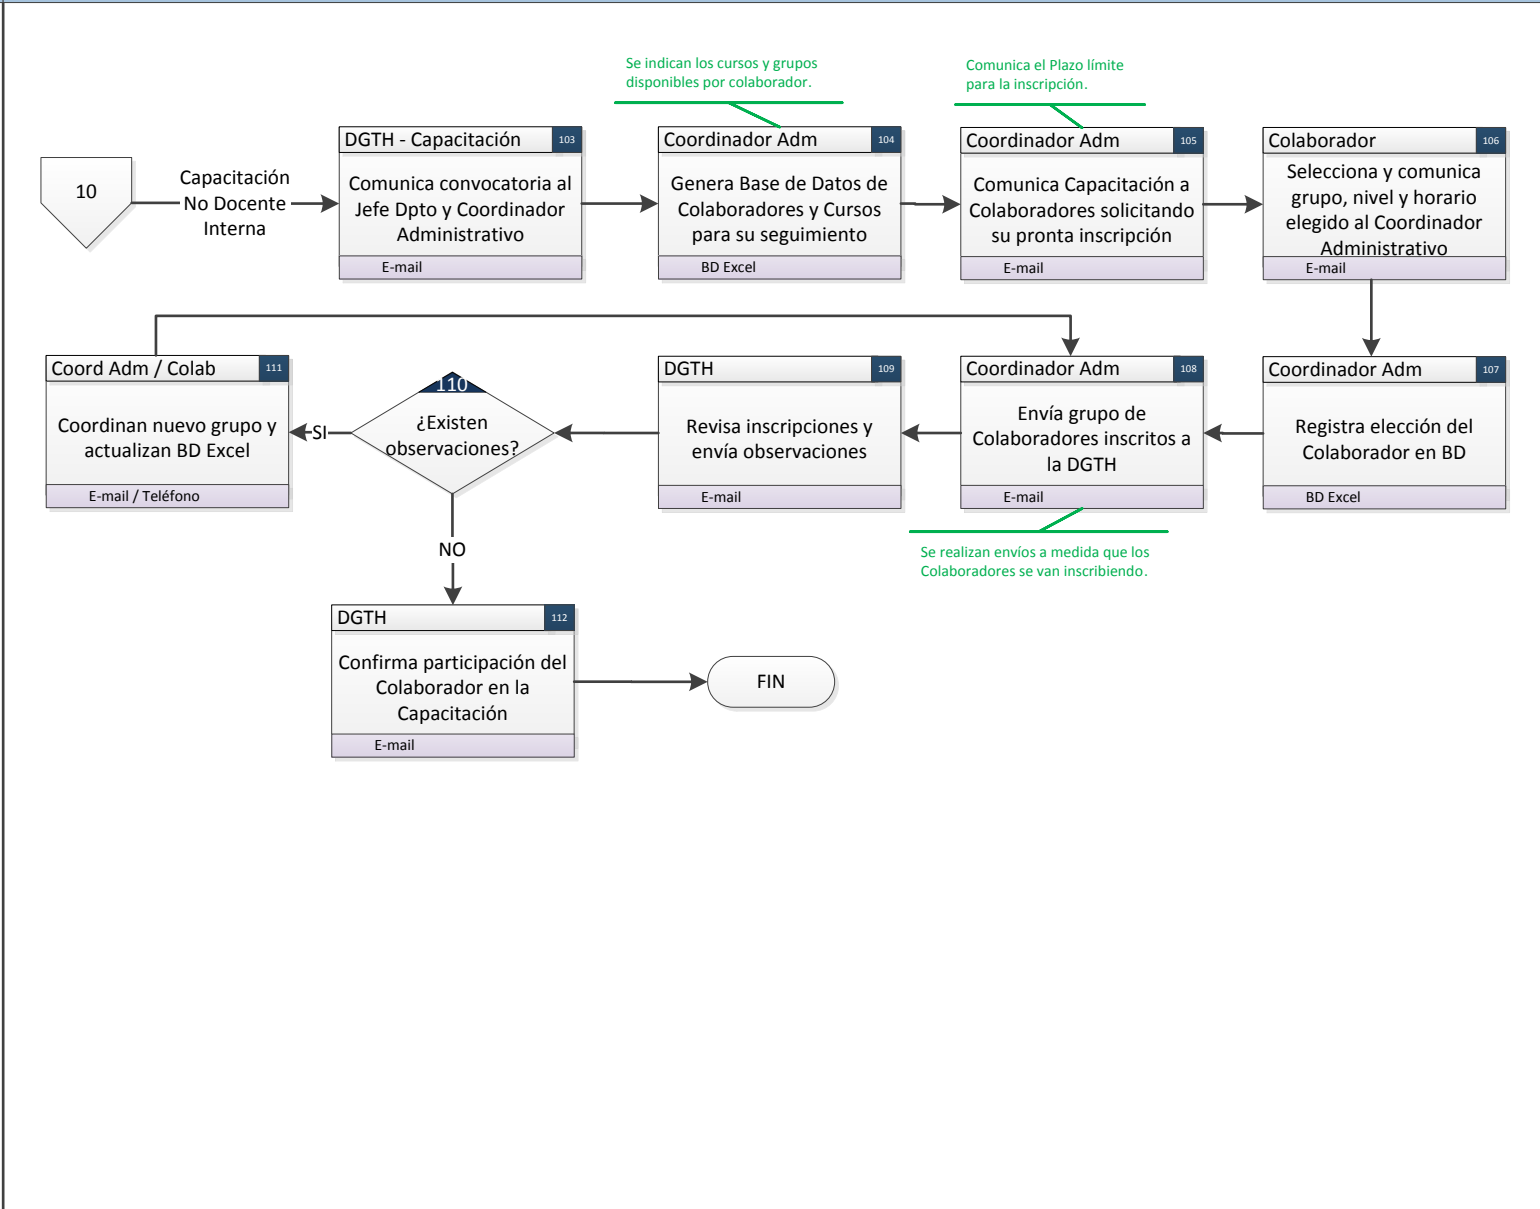 Se indican los cursos y grupos
disponibles por colaborador.
Comunica el Plazo límite
para la inscripción.
10
Capacitación
No Docente
Interna
DGTH - Capacitación
103
Comunica convocatoria al
Jefe Dpto y Coordinador
Administrativo
E-mail
Coordinador Adm
104
Genera Base de Datos de
Colaboradores y Cursos
para su seguimiento
BD Excel
Coordinador Adm
105
Comunica Capacitación a
Colaboradores solicitando
su pronta inscripción
E-mail
Colaborador
106
Selecciona y comunica
grupo, nivel y horario
elegido al Coordinador
Administrativo
E-mail
Coordinador Adm
107
Registra elección del
Colaborador en BD
BD Excel
Coordinador Adm
108
Envía grupo de
Colaboradores inscritos a
la DGTH
E-mail
Se realizan envíos a medida que los
Colaboradores se van inscribiendo.
DGTH
109
Revisa inscripciones y
envía observaciones
E-mail
110
¿Existen
observaciones?
SI
Coord Adm / Colab
111
Coordinan nuevo grupo y
actualizan BD Excel
E-mail / Teléfono
NO
DGTH
112
Confirma participación del
Colaborador en la
Capacitación
E-mail
FIN